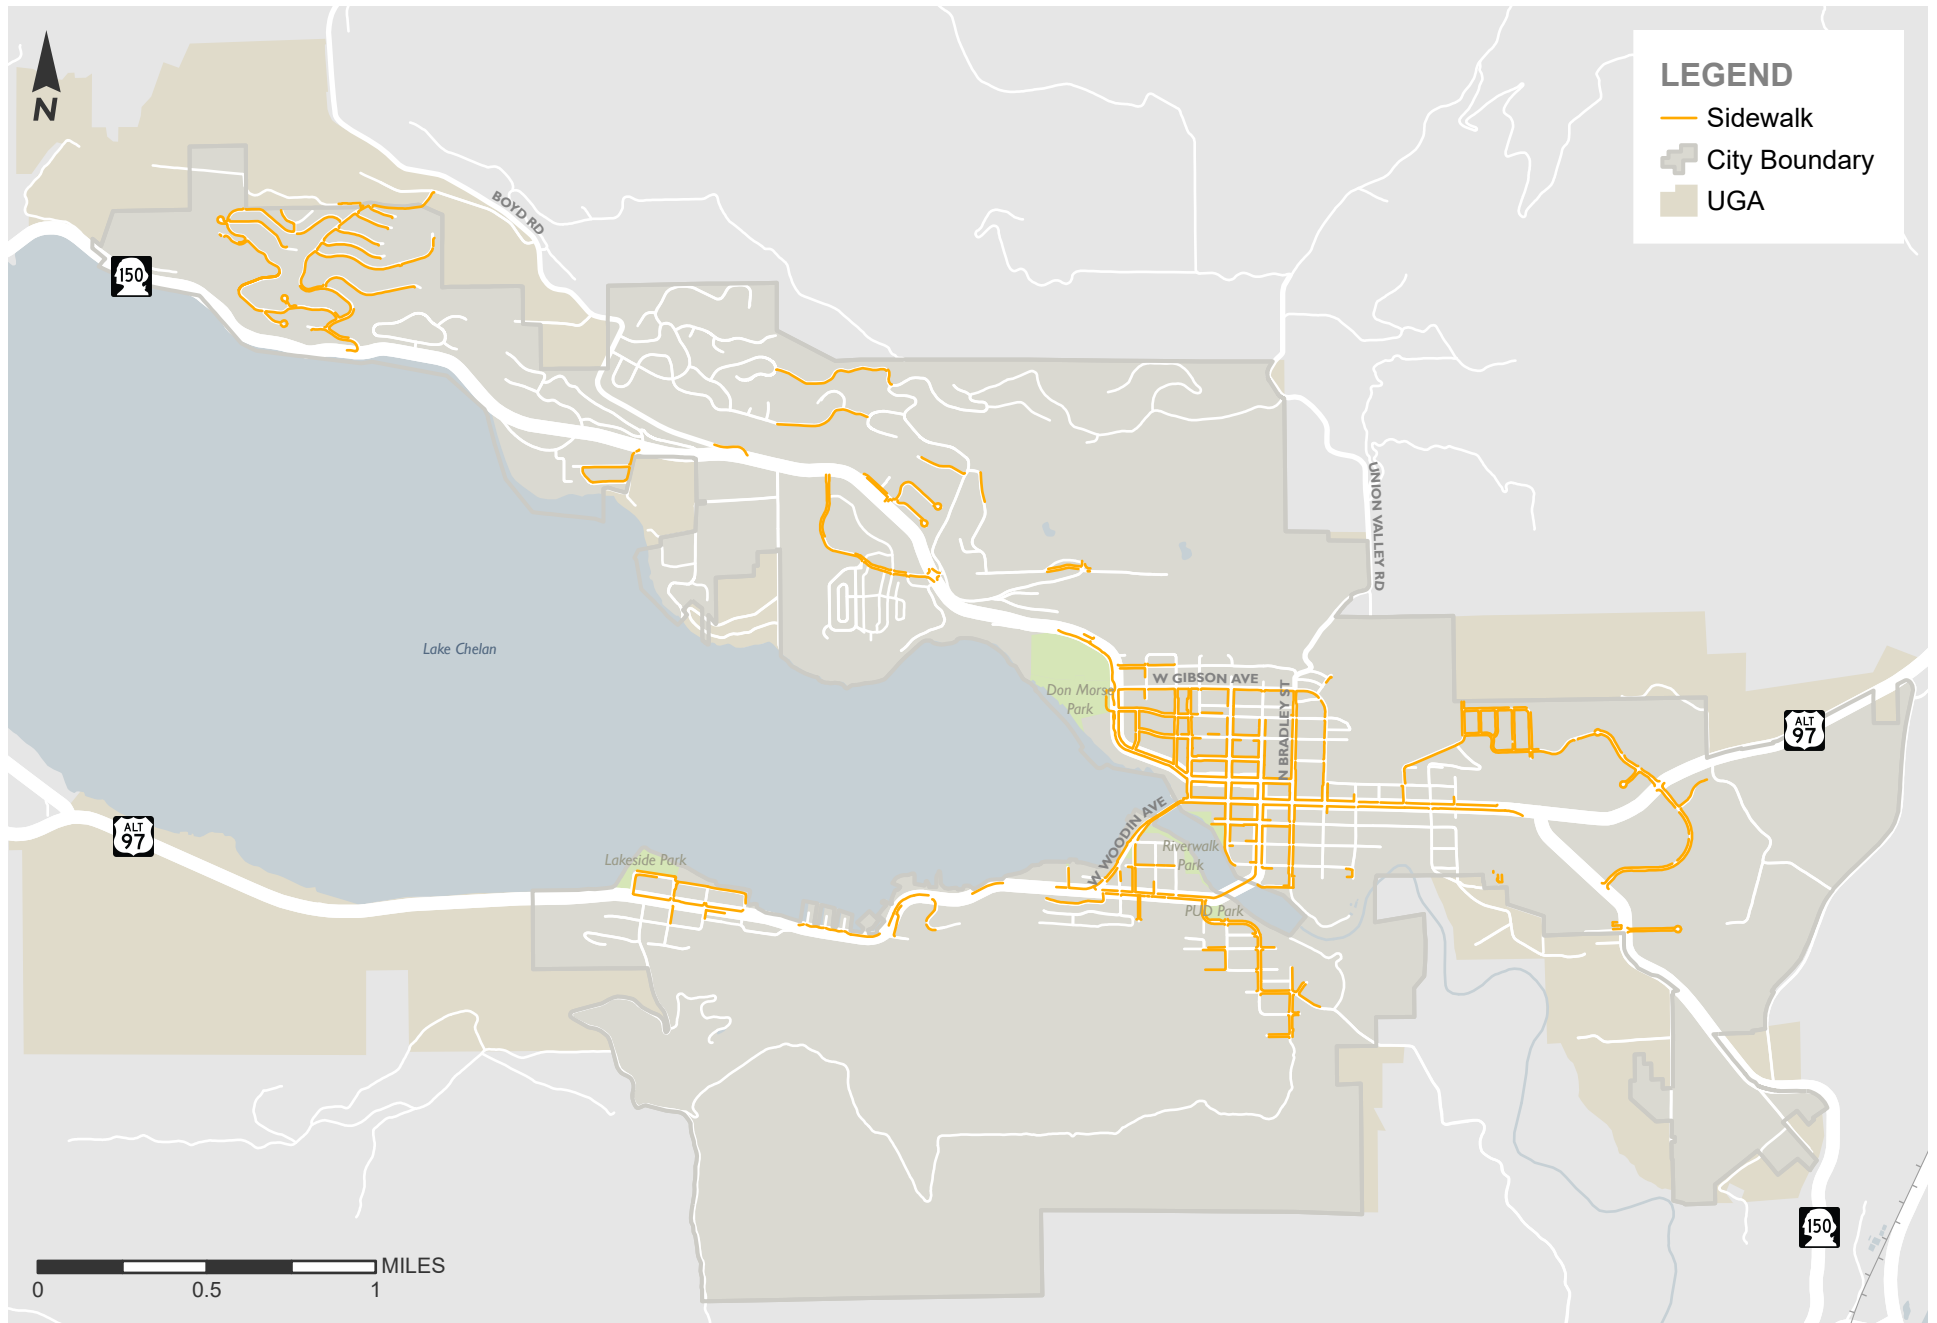 N
LEGEND
Sidewalk
City Boundary
UGA
BOYD RD
150
UNION VALLEY RD
Lake Chelan
Don Morse
Park
W GIBSON AVE
N BRADLEY ST
ALT
97
W WOODIN AVE
Riverwalk
Park
ALT
97
Lakeside Park
PUD Park
150
MILES
0
0.5
1